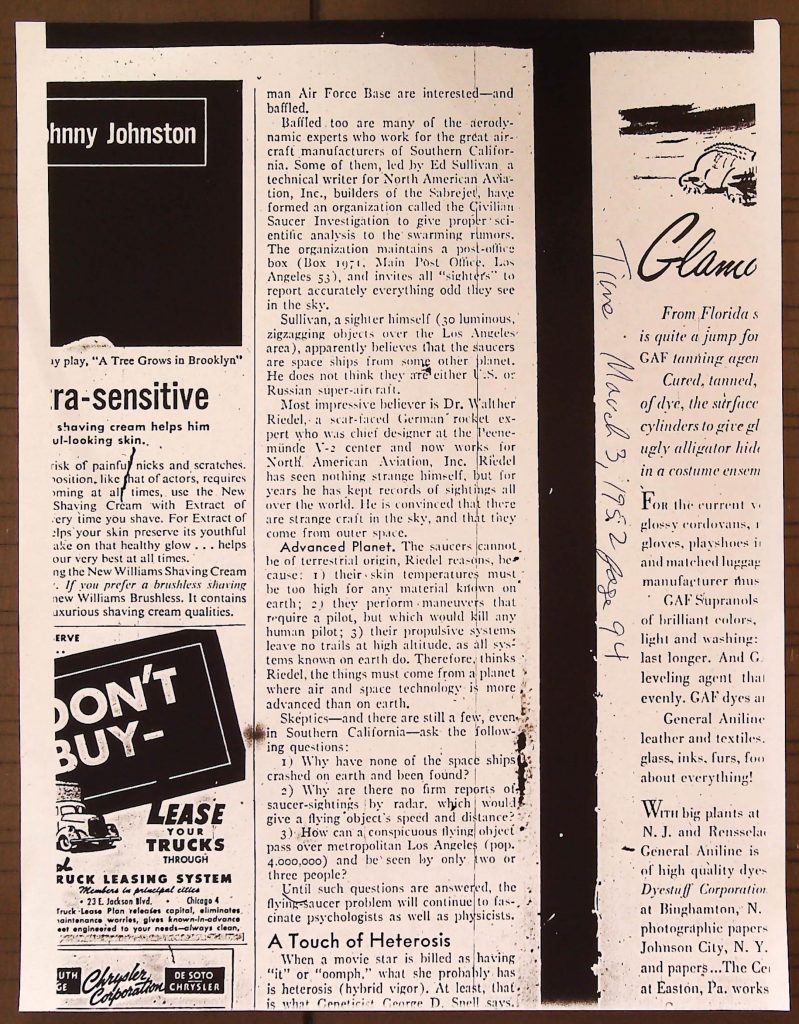 hnny Johnston
ay play, "A Tree Grows in Brooklyn"
ra-sensitive
shaving cream helps him
ul-looking skin.
risk of painful nicks and scratches.
position, like that of actors, requires
oming at all times, use the New
Shaving Cream with Extract of
ery time you shave. For Extract of
elps your skin preserve its youthful
ake on that healthy glow ... helps
our very best at all times.
ng the New Williams Shaving Cream
. If you prefer a brushless shaving
new Williams Brushless. It contains
uxurious shaving cream qualities.
ERVE
DON'T
BUY-
LEASE
YOUR
TRUCKS
THROUGH
RUCK LEASING SYSTEM
Members in principal cities
• 23 E. Jackson Blvd. • Chicago 4
Truck-Lease Plan releases capital, eliminates
maintenance worries, gives known-in-advance
eet engineered to your needs—always clean,
UTH
GE
Chrysler
Corporation
DE SOTO
CHRYSLER
man Air Force Base are interested—and
baffled.
Baffled too are many of the aerody-
namic experts who work for the great air-
craft manufacturers of Southern Califor-
nia. Some of them, led by Ed Sullivan, a
technical writer for North American Avia-
tion, Inc., builders of the Sabrejet, have
formed an organization called the Civilian
Saucer Investigation to give proper sci-
entific analysis to the swarming rumors.
The organization maintains a post-office
box (Box 1971, Main Post Office, Los
Angeles 53), and invites all "sighters" to
report accurately everything odd they see
in the sky.
Sullivan, a sighter himself (30 luminous,
zigzagging objects over the Los Angeles
area), apparently believes that the saucers
are space ships from some other planet.
He does not think they are either U.S. or
Russian super-aircraft.
Most impressive believer is Dr. Walther
Riedel, a scar-faced German rocket ex-
pert who was chief designer at the Peene-
münde V-2 center and now works for
North American Aviation, Inc. Riedel
has seen nothing strange himself, but for
years he has kept records of sightings all
over the world. He is convinced that there
are strange craft in the sky, and that they
come from outer space.
Advanced Planet. The saucers cannot
be of terrestrial origin, Riedel reasons, be-
cause: 1) their skin temperatures must
be too high for any material known on
earth; 2) they perform maneuvers that
require a pilot, but which would kill any
human pilot; 3) their propulsive systems
leave no trails at high altitude, as all sys-
tems known on earth do. Therefore, thinks
Riedel, the things must come from a planet
where air and space technology is more
advanced than on earth.
Skeptics—and there are still a few, even
in Southern California—ask the follow-
ing questions:
1) Why have none of the space ships
crashed on earth and been found?
2) Why are there no firm reports of
saucer-sightings by radar, which would
give a flying object's speed and distance?
3) How can a conspicuous flying object
pass over metropolitan Los Angeles (pop.
4,000,000) and be seen by only two or
three people?
Until such questions are answered, the
flying-saucer problem will continue to fas-
cinate psychologists as well as physicists.
A Touch of Heterosis
When a movie star is billed as having
"it" or "oomph," what she probably has
is heterosis (hybrid vigor). At least, that
is what Geneticist George D. Snell says,
Time March 3, 1952 page 94
Glamo
From Florida s
is quite a jump for
GAF tanning agen
Cured, tanned,
of dye, the surface
cylinders to give gl
ugly alligator hide
in a costume ensem
FOR the current v
glossy cordovans, 
gloves, playshoes i
and matched luggag
manufacturer mus
GAF Supranols
of brilliant colors,
light and washing:
last longer. And G.
leveling agent that
evenly. GAF dyes a
General Aniline
leather and textiles,
glass, inks, furs, foo
about everything!
WITH big plants at
N. J. and Rensselae
General Aniline is
of high quality dyes
Dyestuff Corporation
at Binghamton, N.
photographic papers
Johnson City, N. Y.
and papers...The Ce
at Easton, Pa. works